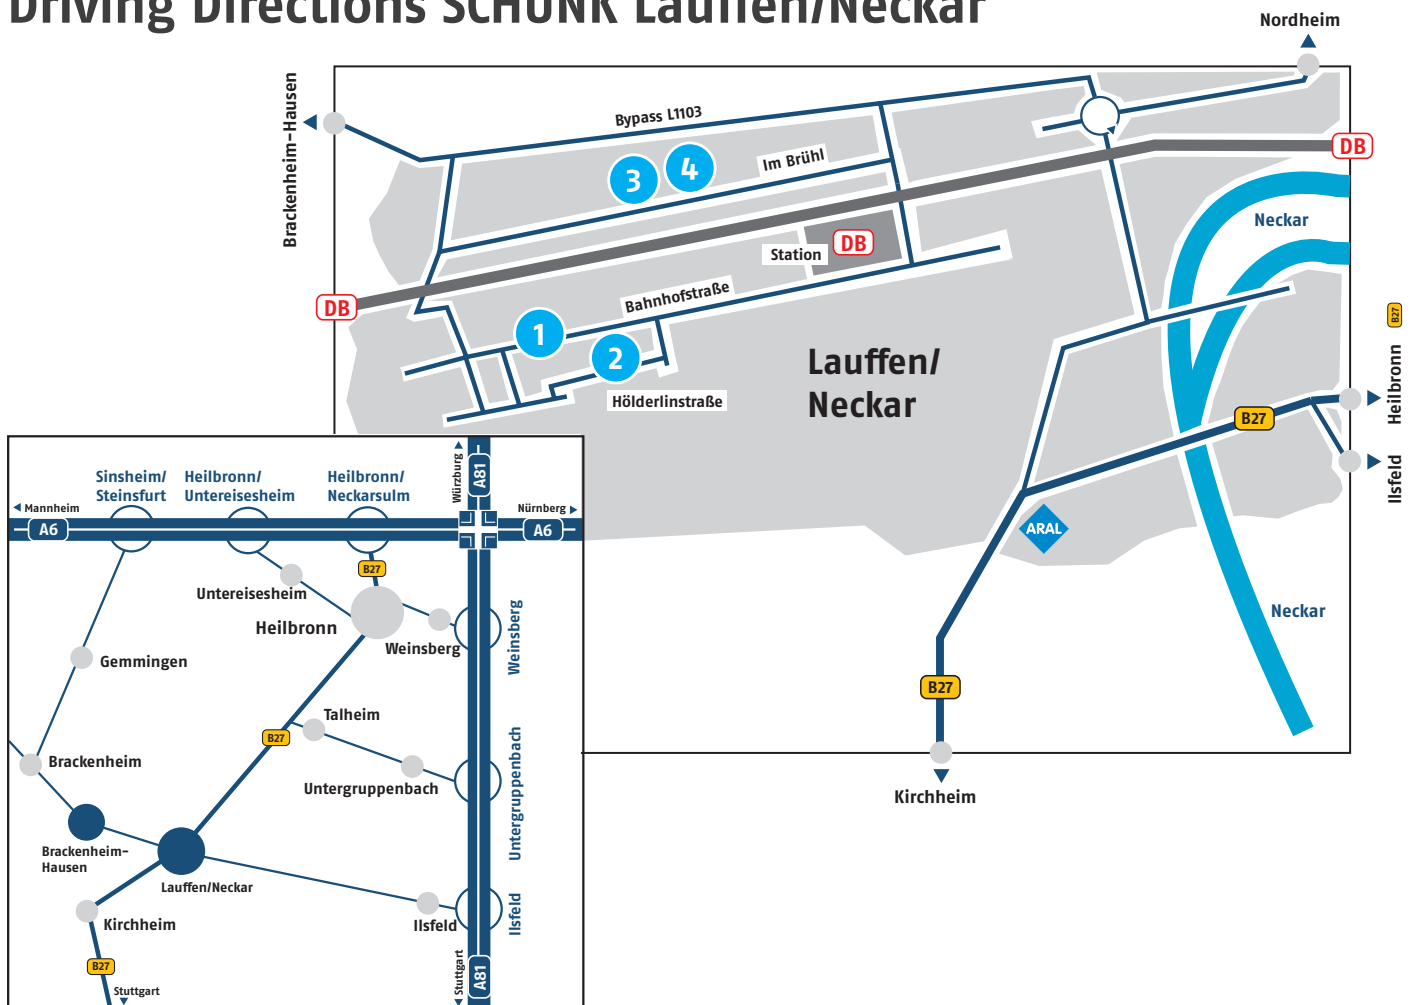 Driving Directions SCHUNK Lauffen/Neckar
Nordheim
Brackenheim-Hausen
Bypass L1103
Im Brühl
3
4
DB
Neckar
Station
DB
DB
Bahnhofstraße
1
2
Hölderlinstraße
Lauffen/
Neckar
B27
Heilbronn
B27
Ilsfeld
ARAL
Neckar
B27
Kirchheim
Sinsheim/
Steinsfurt
Heilbronn/
Untereisesheim
Heilbronn/
Neckarsulm
Würzburg
A81
Mannheim
Nürnberg
A6
A6
B27
Untereisesheim
Heilbronn
Weinsberg
Weinsberg
Gemmingen
Talheim
B27
Brackenheim
Untergruppenbach
Untergruppenbach
Brackenheim-
Hausen
Lauffen/Neckar
Kirchheim
Ilsfeld
Ilsfeld
B27
Stuttgart
Stuttgart
A81